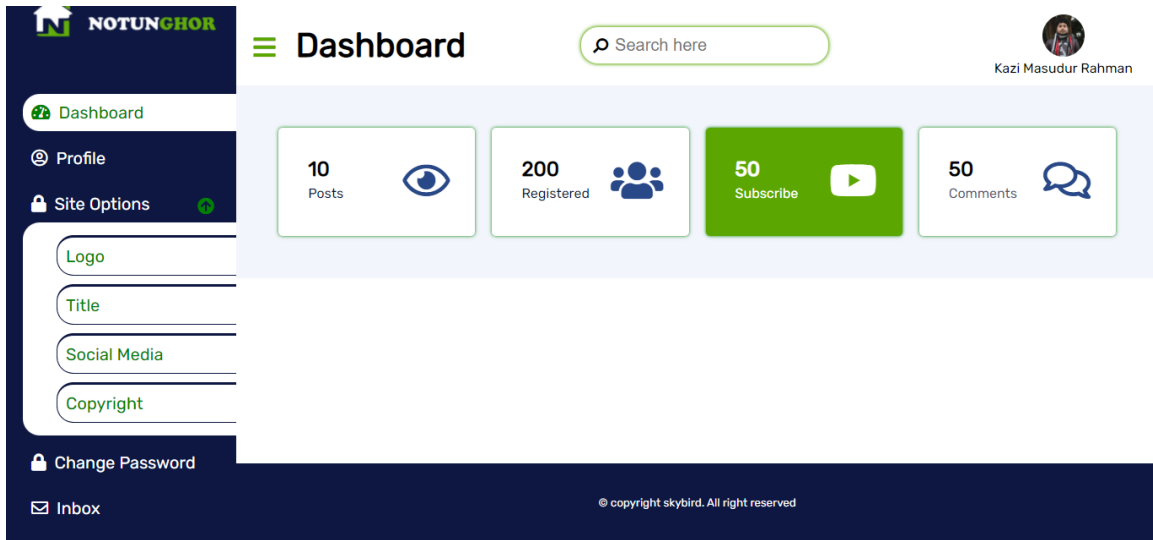 NOTUNGHOR
Dashboard
Search here
Kazi Masudur Rahman
Dashboard
Profile
Site Options
Logo
Title
Social Media
Copyright
Change Password
Inbox
10
Posts
200
Registered
50
Subscribe
50
Comments
© copyright skybird. All right reserved